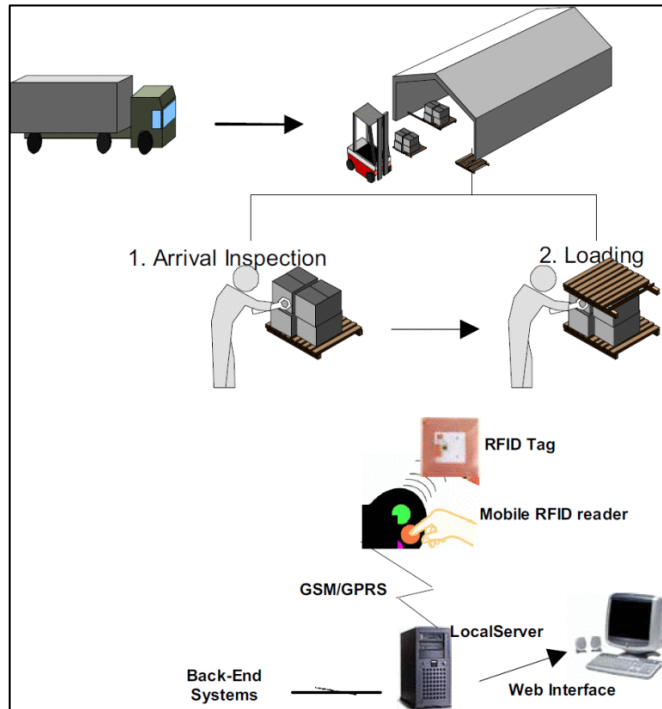 1. Arrival Inspection
2. Loading
RFID Tag
Mobile RFID reader
GSM/GPRS
LocalServer
Back-End
Systems
Web Interface